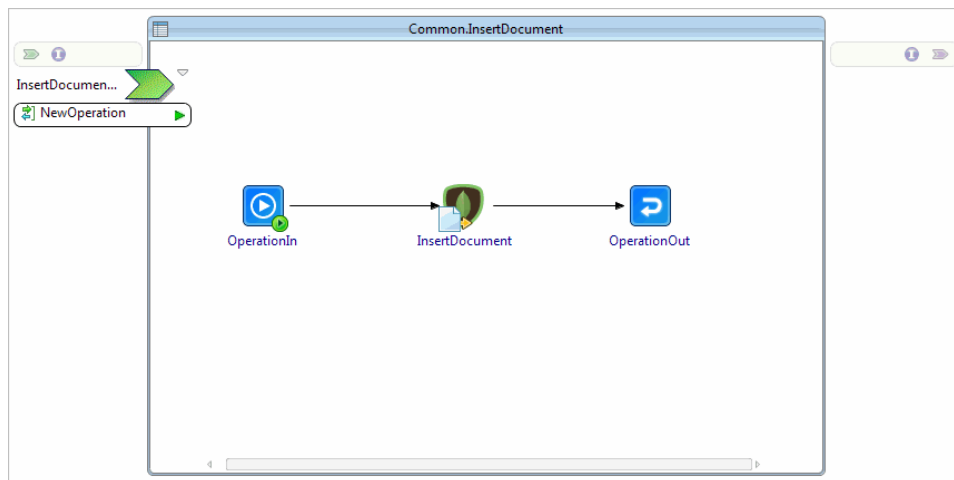 Common.InsertDocument
InsertDocumen...
NewOperation
OperationIn
InsertDocument
OperationOut